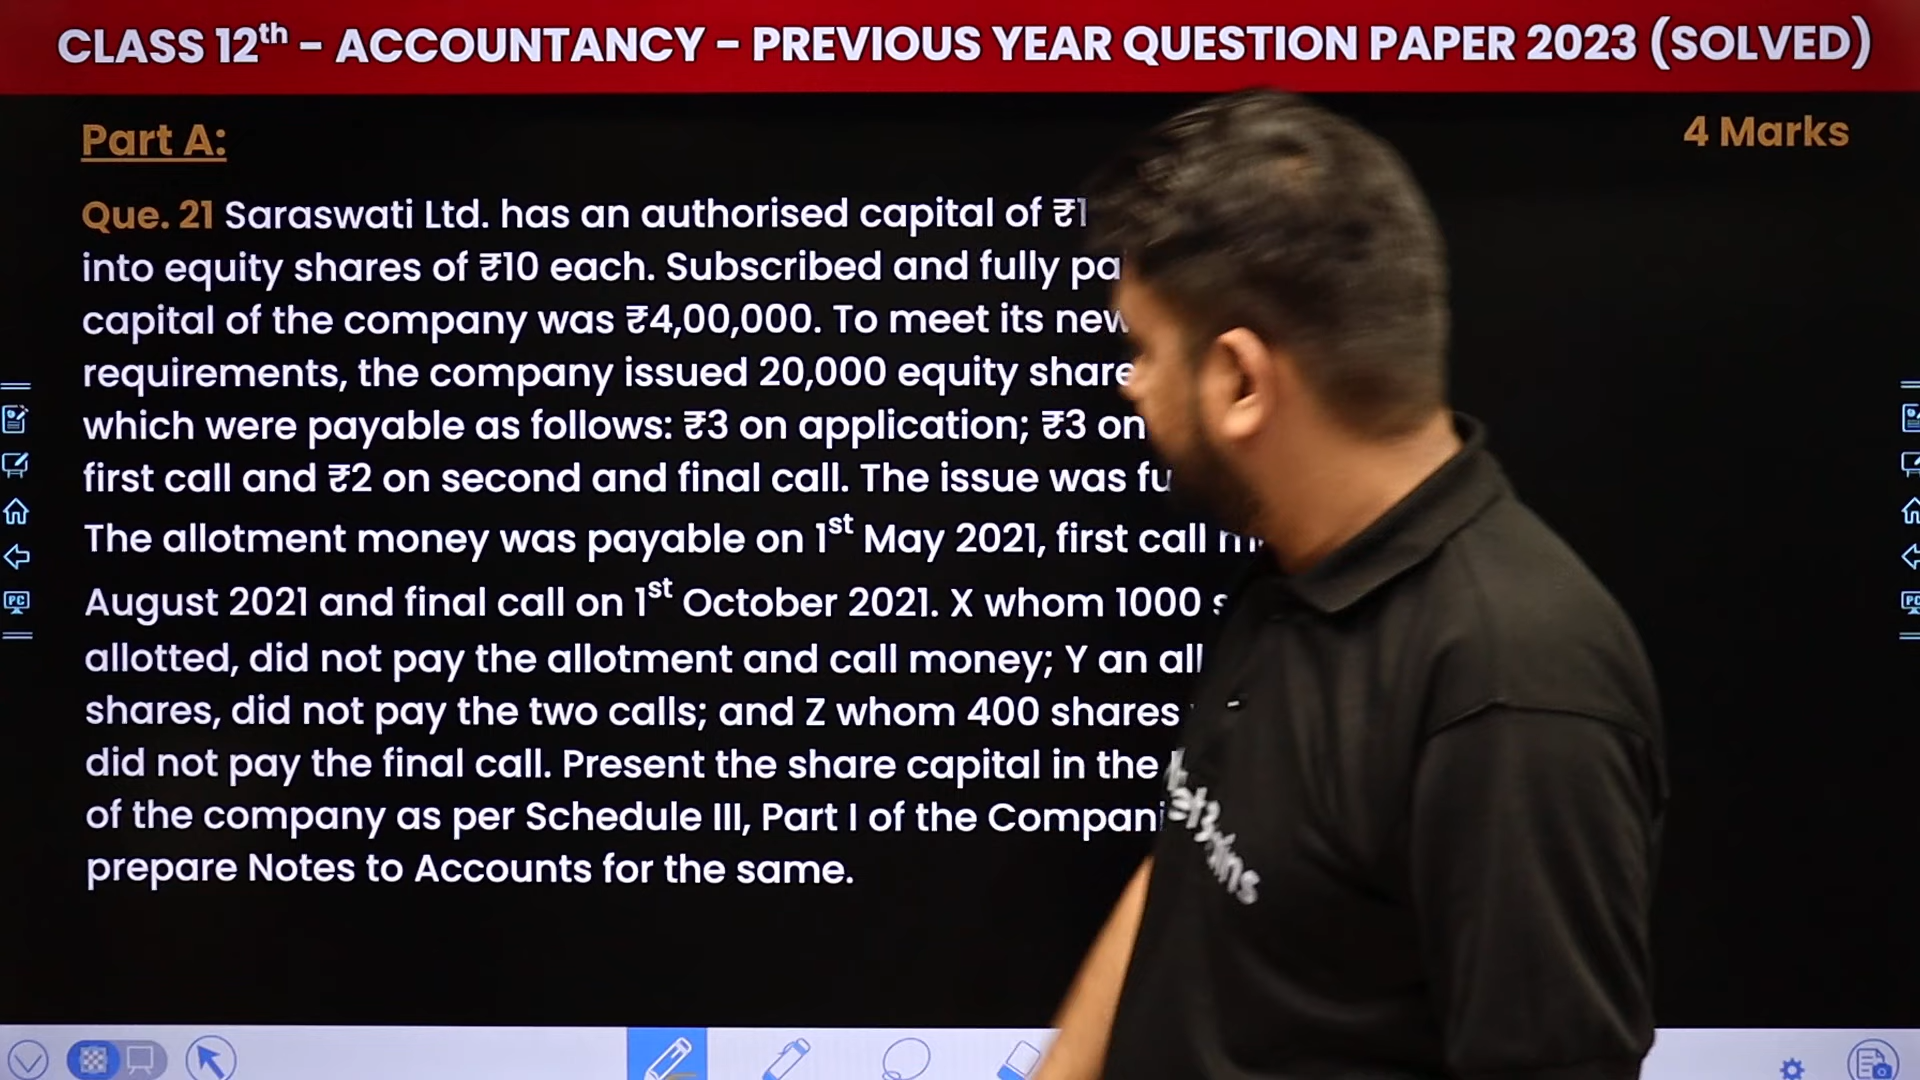 CLASS 12th – ACCOUNTANCY – PREVIOUS YEAR QUESTION PAPER 2023 (SOLVED)
Part A:
4 Marks
Que. 21 Saraswati Ltd. has an authorised capital of ₹1
into equity shares of ₹10 each. Subscribed and fully pa
capital of the company was ₹4,00,000. To meet its new
requirements, the company issued 20,000 equity share
which were payable as follows: ₹3 on application; ₹3 on
first call and ₹2 on second and final call. The issue was fu
The allotment money was payable on 1st May 2021, first call
August 2021 and final call on 1st October 2021. X whom 1000
allotted, did not pay the allotment and call money; Y an all
shares, did not pay the two calls; and Z whom 400 shares
did not pay the final call. Present the share capital in the
of the company as per Schedule III, Part I of the Compani
prepare Notes to Accounts for the same.
PC